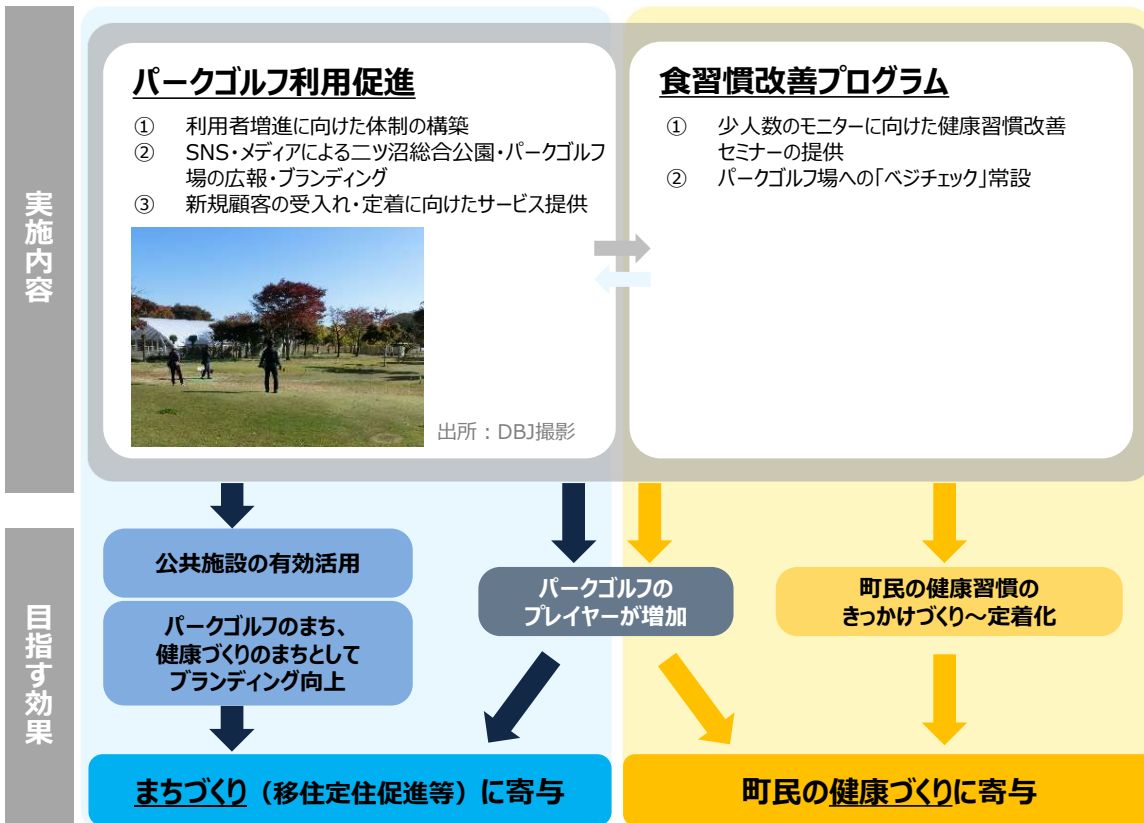 実施内容
パークゴルフ利用促進
① 利用者増進に向けた体制の構築
② SNS・メディアによる二ツ沼総合公園・パークゴルフ
場の広報・ブランディング
③ 新規顧客の受入れ・定着に向けたサービス提供
出所：DBJ撮影
食習慣改善プログラム
① 少人数のモニターに向けた健康習慣改善
セミナーの提供
② パークゴルフ場への「ベジチェック」常設
目指す効果
公共施設の有効活用
パークゴルフのまち、
健康づくりのまちとして
ブランディング向上
パークゴルフの
プレイヤーが増加
町民の健康習慣の
きっかけづくり～定着化
まちづくり（移住定住促進等）に寄与
町民の健康づくりに寄与